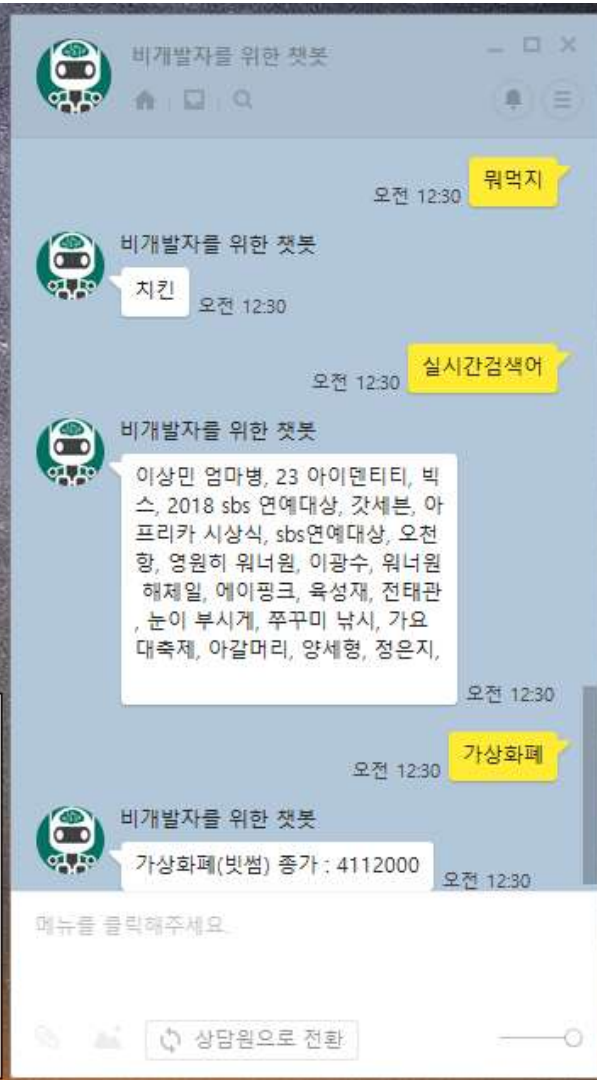 비개발자를 위한 챗봇
뭐먹지
오전 12:30
비개발자를 위한 챗봇
치킨
오전 12:30
실시간검색어
오전 12:30
비개발자를 위한 챗봇
이상민 엄마병, 23 아이덴티티, 빅
스, 2018 sbs 연예대상, 갓세븐, 아
프리카 시상식, sbs연예대상, 오천
항, 영원히 워너원, 이광수, 워너원
해체일, 에이핑크, 육성재, 전태관
, 눈이 부시게, 쭈꾸미 낚시, 가요
대축제, 아갈머리, 양세형, 정은지,
오전 12:30
가상화폐
오전 12:30
비개발자를 위한 챗봇
가상화폐(빗썸) 종가 : 4112000
오전 12:30
메뉴를 클릭해주세요.
상담원으로 전환